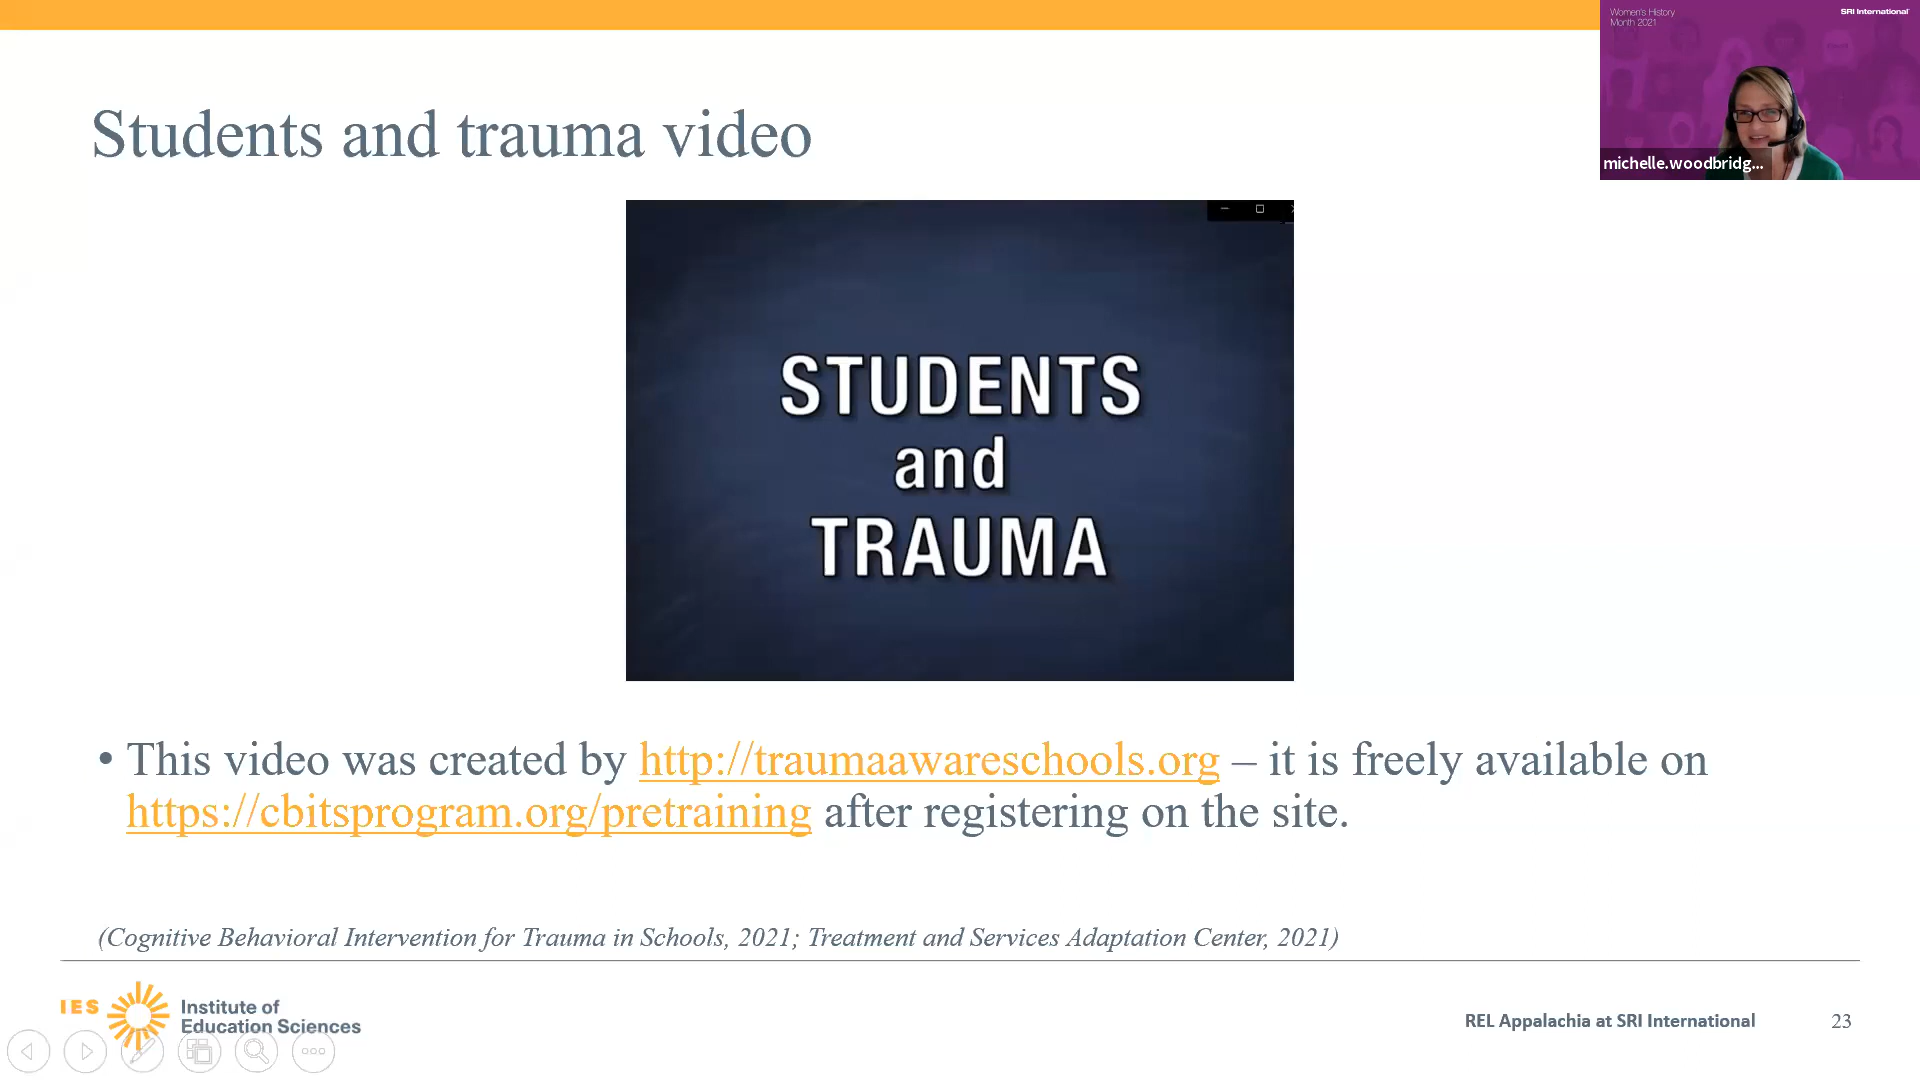 Women's History
Month 2021
SRI International
michelle.woodbridg...
Students and trauma video
STUDENTS
and
TRAUMA
• This video was created by http://traumaawareschools.org – it is freely available on
https://cbitsprogram.org/pretraining after registering on the site.
(Cognitive Behavioral Intervention for Trauma in Schools, 2021; Treatment and Services Adaptation Center, 2021)
IES
Institute of
Education Sciences
REL Appalachia at SRI International
23